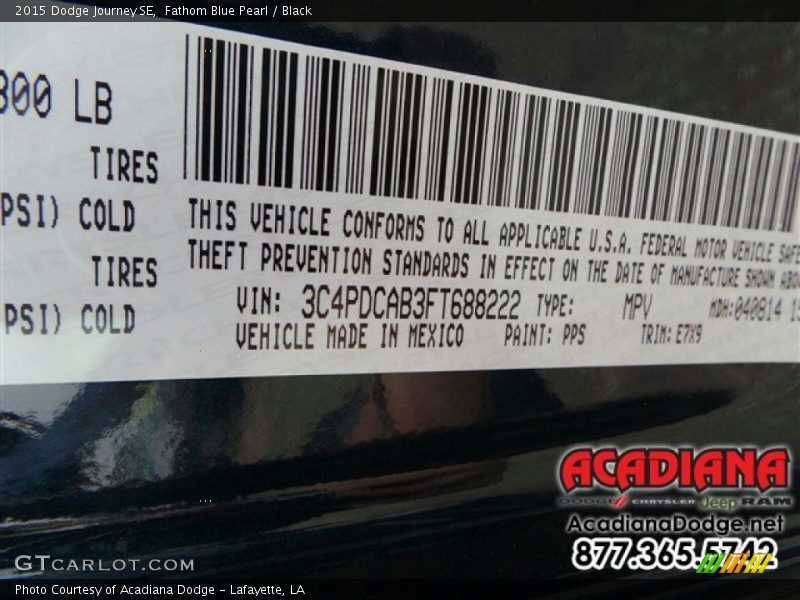 2015 Dodge Journey SE, Fathom Blue Pearl / Black
800 LB
TIRES
PSI) COLD
TIRES
PSI) COLD
THIS VEHICLE CONFORMS TO ALL APPLICABLE U.S.A. FEDERAL MOTOR VEHICLE SAFE
THEFT PREVENTION STANDARDS IN EFFECT ON THE DATE OF MANUFACTURE SHOWN ABO
VIN: 3C4PDCAB3FT688222 TYPE: MPV MDH:040814 13
VEHICLE MADE IN MEXICO PAINT: PPS TRIM: E7X9
ACADIANA
DODGE CHRYSLER Jeep RAM
AcadianaDodge.net
877.365.5742
GTCARLOT.COM
Photo Courtesy of Acadiana Dodge - Lafayette, LA